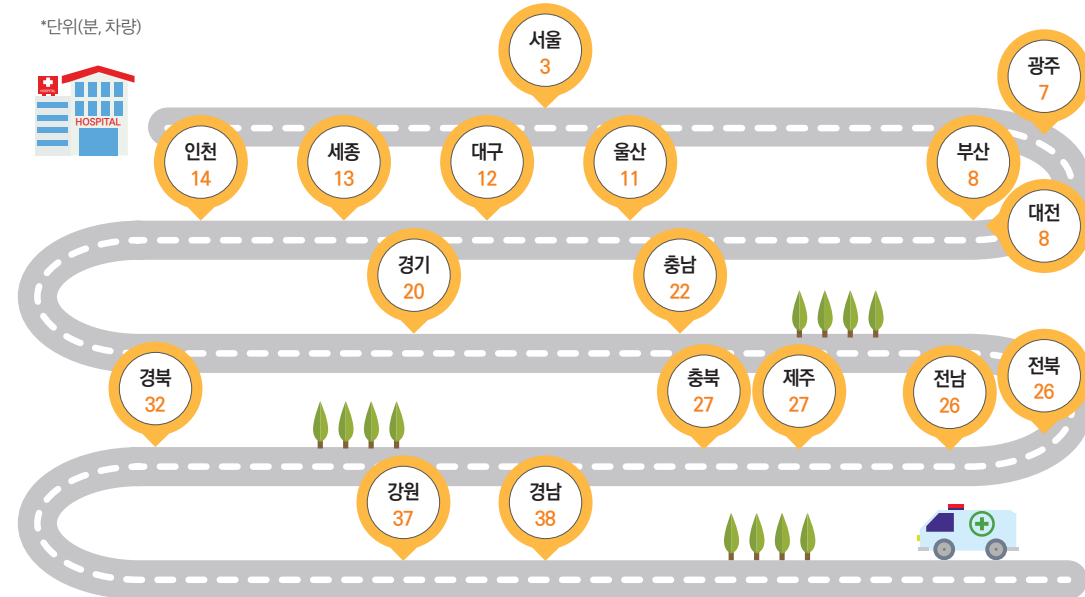 *단위(분, 차량)
HOSPITAL
HOSPITAL
서울
3
광주
7
인천
14
세종
13
대구
12
울산
11
부산
8
대전
8
경기
20
충남
22
경북
32
충북
27
제주
27
전남
26
전북
26
강원
37
경남
38